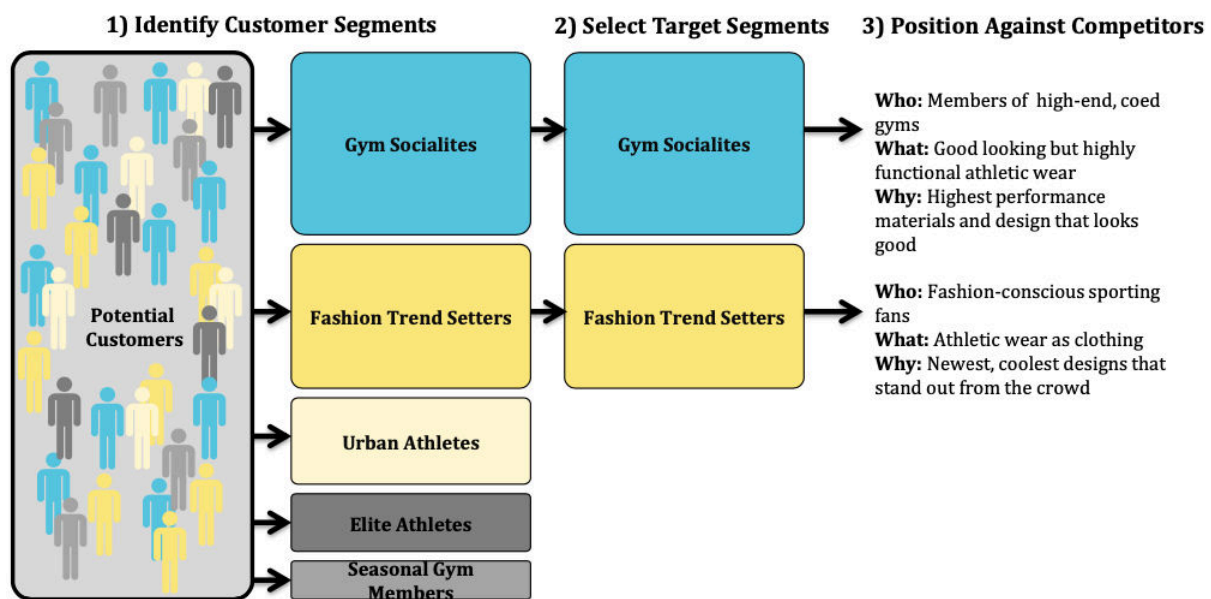 1) Identify Customer Segments
2) Select Target Segments
3) Position Against Competitors
Potential
Customers
Gym Socialites
Fashion Trend Setters
Urban Athletes
Elite Athletes
Seasonal Gym
Members
Gym Socialites
Fashion Trend Setters
Who: Members of high-end, coed
gyms
What: Good looking but highly
functional athletic wear
Why: Highest performance
materials and design that looks
good
Who: Fashion-conscious sporting
fans
What: Athletic wear as clothing
Why: Newest, coolest designs that
stand out from the crowd